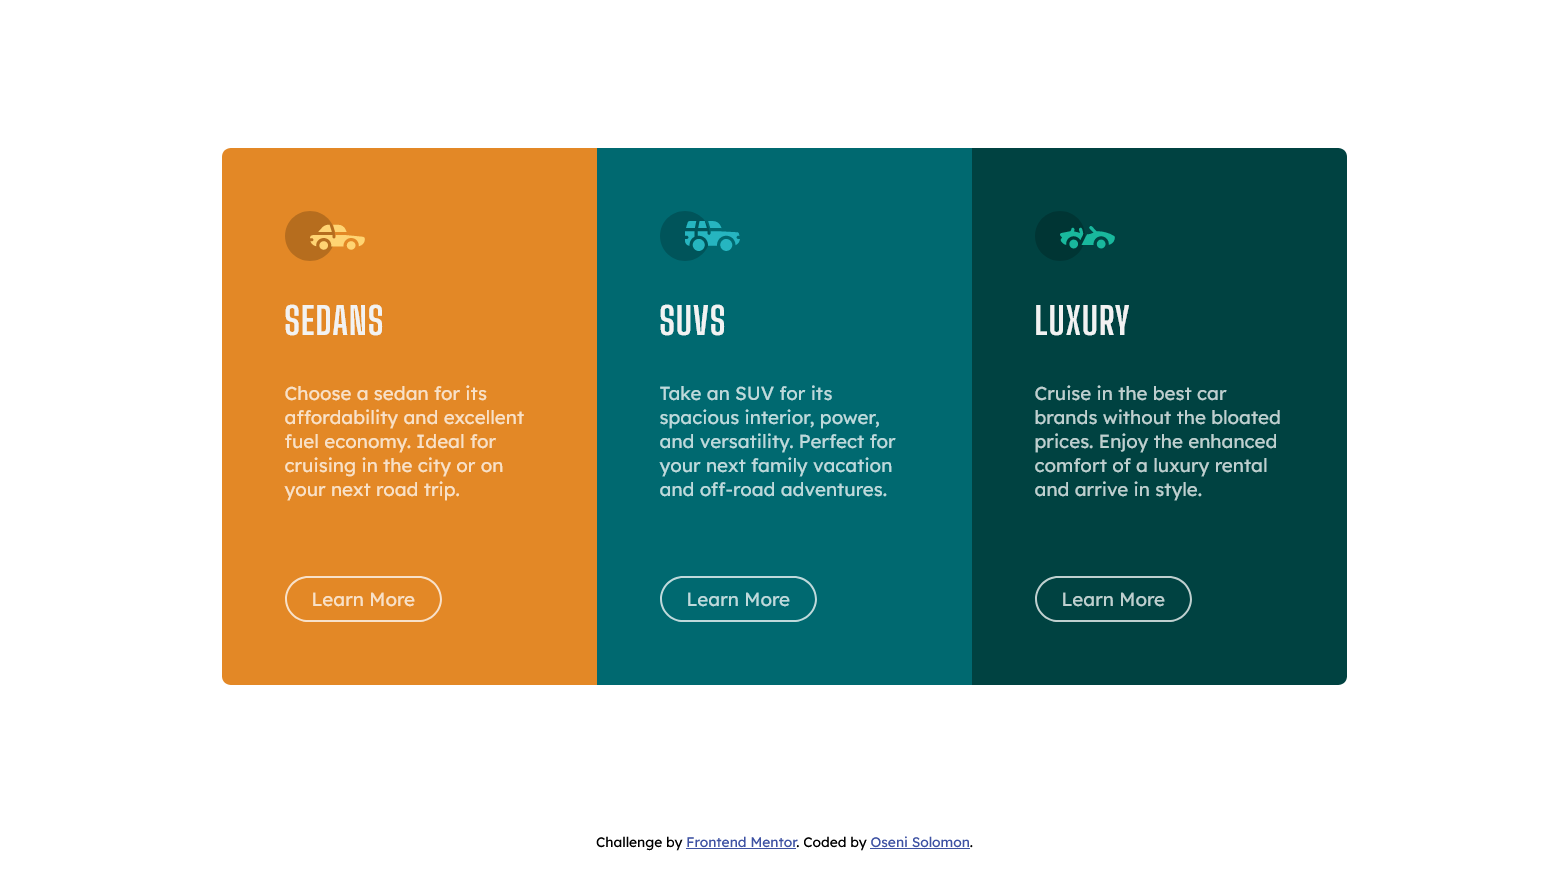 SEDANS
Choose a sedan for its
affordability and excellent
fuel economy. Ideal for
cruising in the city or on
your next road trip.
Learn More
SUVS
Take an SUV for its
spacious interior, power,
and versatility. Perfect for
your next family vacation
and off-road adventures.
Learn More
LUXURY
Cruise in the best car
brands without the bloated
prices. Enjoy the enhanced
comfort of a luxury rental
and arrive in style.
Learn More
Challenge by Frontend Mentor. Coded by Oseni Solomon.